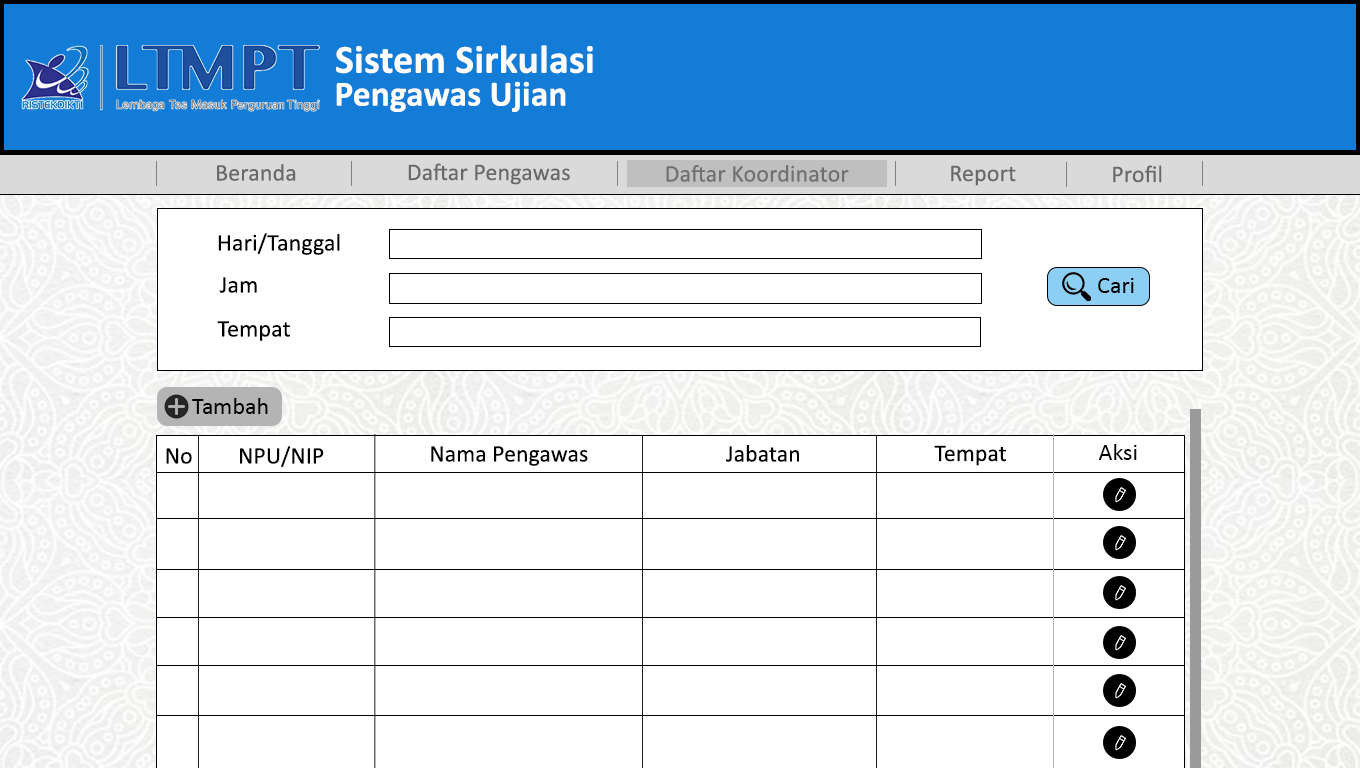 LTMPT
RISTEKDIKTI
Lembaga Tes Masuk Perguruan Tinggi
Sistem Sirkulasi
Pengawas Ujian
Beranda
Daftar Pengawas
Daftar Koordinator
Report
Profil
Hari/Tanggal
Jam
Tempat
Cari
Tambah
No
NPU/NIP
Nama Pengawas
Jabatan
Tempat
Aksi